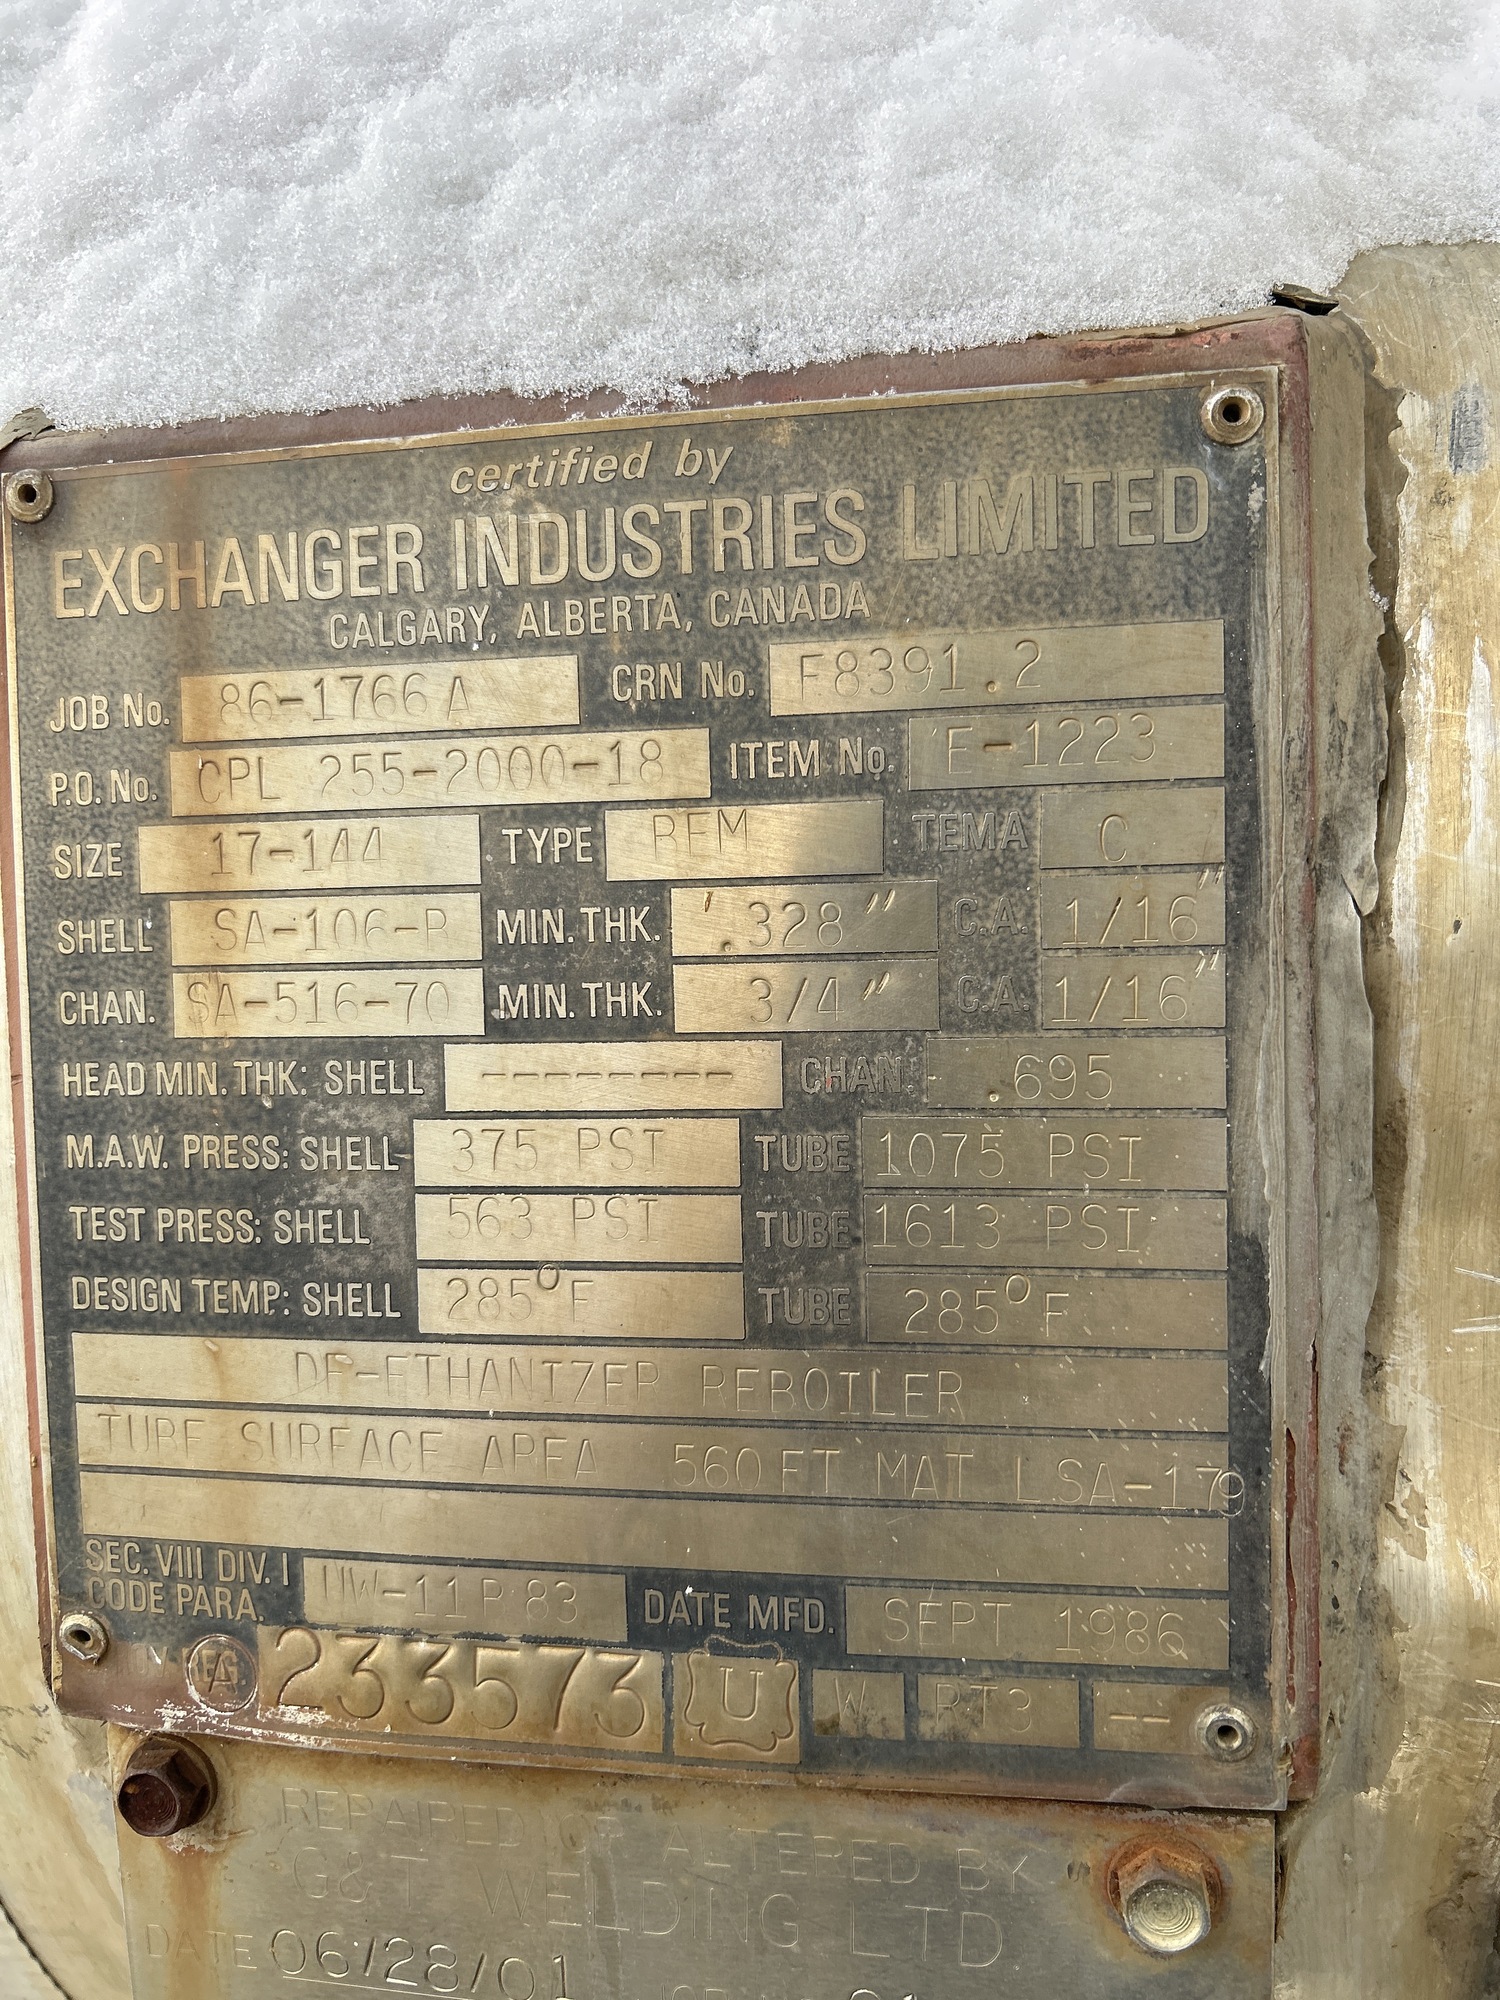 certified by
EXCHANGER INDUSTRIES LIMITED
CALGARY, ALBERTA, CANADA
JOB No. 86-1766 A CRN No. F8391.2
P.O. No. CPL 255-2000-18 ITEM No. E-1223
SIZE 17-144 TYPE BEM TEMA C
SHELL SA-106-B MIN. THK. .328" C.A. 1/16"
CHAN. SA-516-70 MIN. THK. 3/4" C.A. 1/16"
HEAD MIN. THK: SHELL -------- CHAN. .695
M.A.W. PRESS: SHELL 375 PSI TUBE 1075 PSI
TEST PRESS: SHELL 563 PSI TUBE 1613 PSI
DESIGN TEMP: SHELL 285°F TUBE 285°F
DE-ETHANIZER REBOILER
TUBE SURFACE AREA 560 FT MAT L SA-179
SEC. VIII DIV. I
CODE PARA. UW-11 83 DATE MFD. SEPT 1986
REG. A 233573 U W RT3 --
REPAIRED OR ALTERED BY
G&T WELDING LTD.
DATE 06/28/01